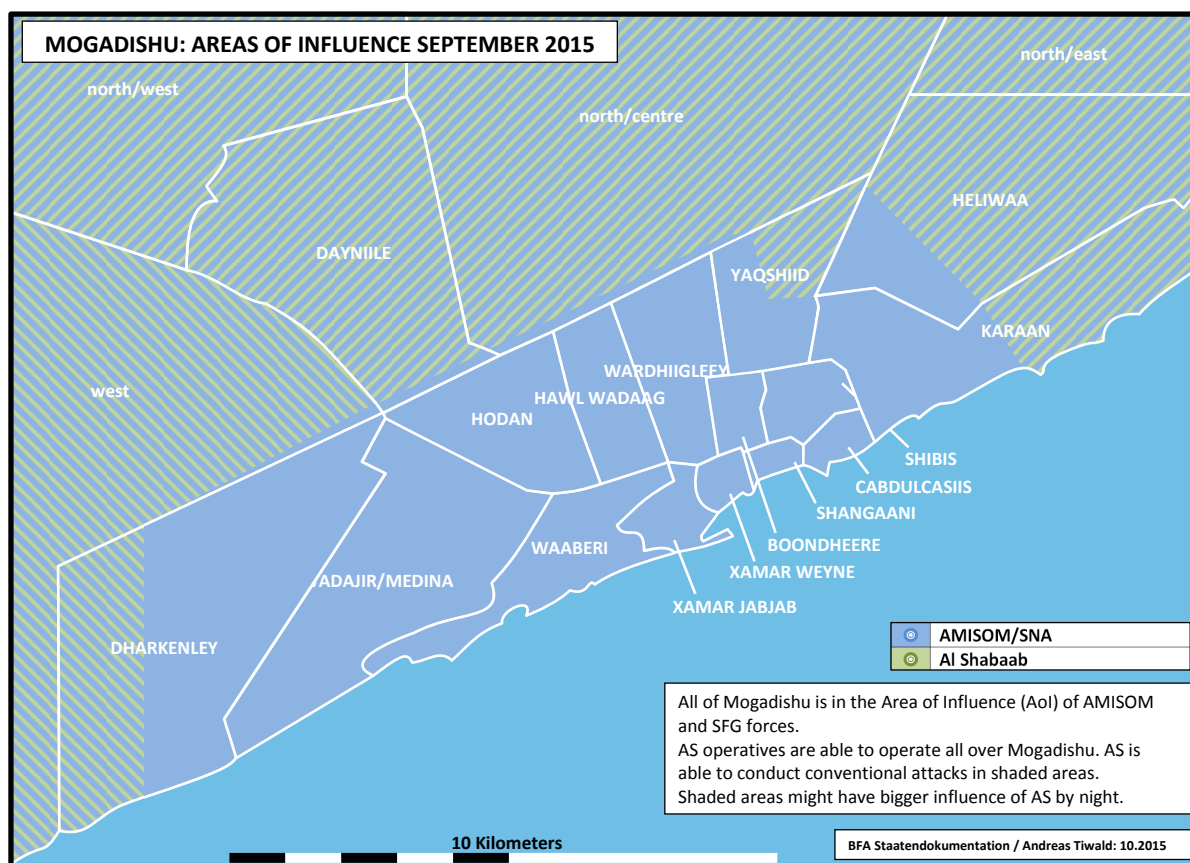 MOGADISHU: AREAS OF INFLUENCE SEPTEMBER 2015
north/east
north/west
north/centre
HELIWAA
DAYNIILE
YAQSHIID
KARAAN
WARDHIIGLEEY
west
HAWL WADAAG
HODAN
SHIBIS
CABDULCASIIS
SHANGAANI
BOONDHEERE
WAABERI
XAMAR WEYNE
ADAJIR/MEDINA
XAMAR JABJAB
DHARKENLEY
AMISOM/SNA
Al Shabaab
All of Mogadishu is in the Area of Influence (AoI) of AMISOM
and SFG forces.
AS operatives are able to operate all over Mogadishu. AS is
able to conduct conventional attacks in shaded areas.
Shaded areas might have bigger influence of AS by night.
10 Kilometers
BFA Staatendokumentation / Andreas Tiwald: 10.2015